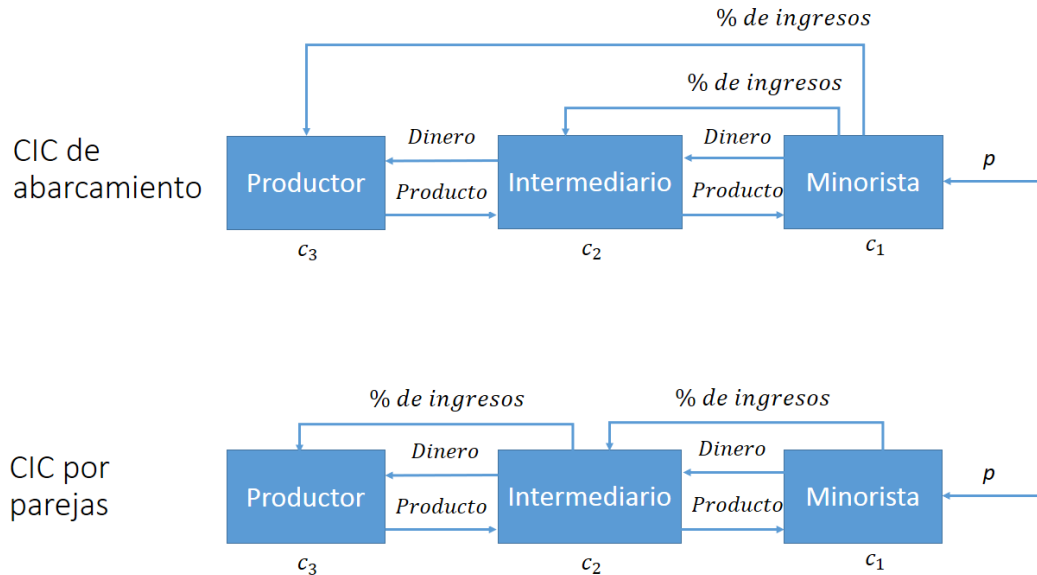 % de ingresos
% de ingresos
CIC de
abarcamiento
Dinero
Dinero
Productor
Intermediario
Minorista
p
Producto
Producto
c₃
c₂
c₁
% de ingresos
% de ingresos
CIC por
parejas
Dinero
Dinero
Productor
Intermediario
Minorista
p
Producto
Producto
c₃
c₂
c₁